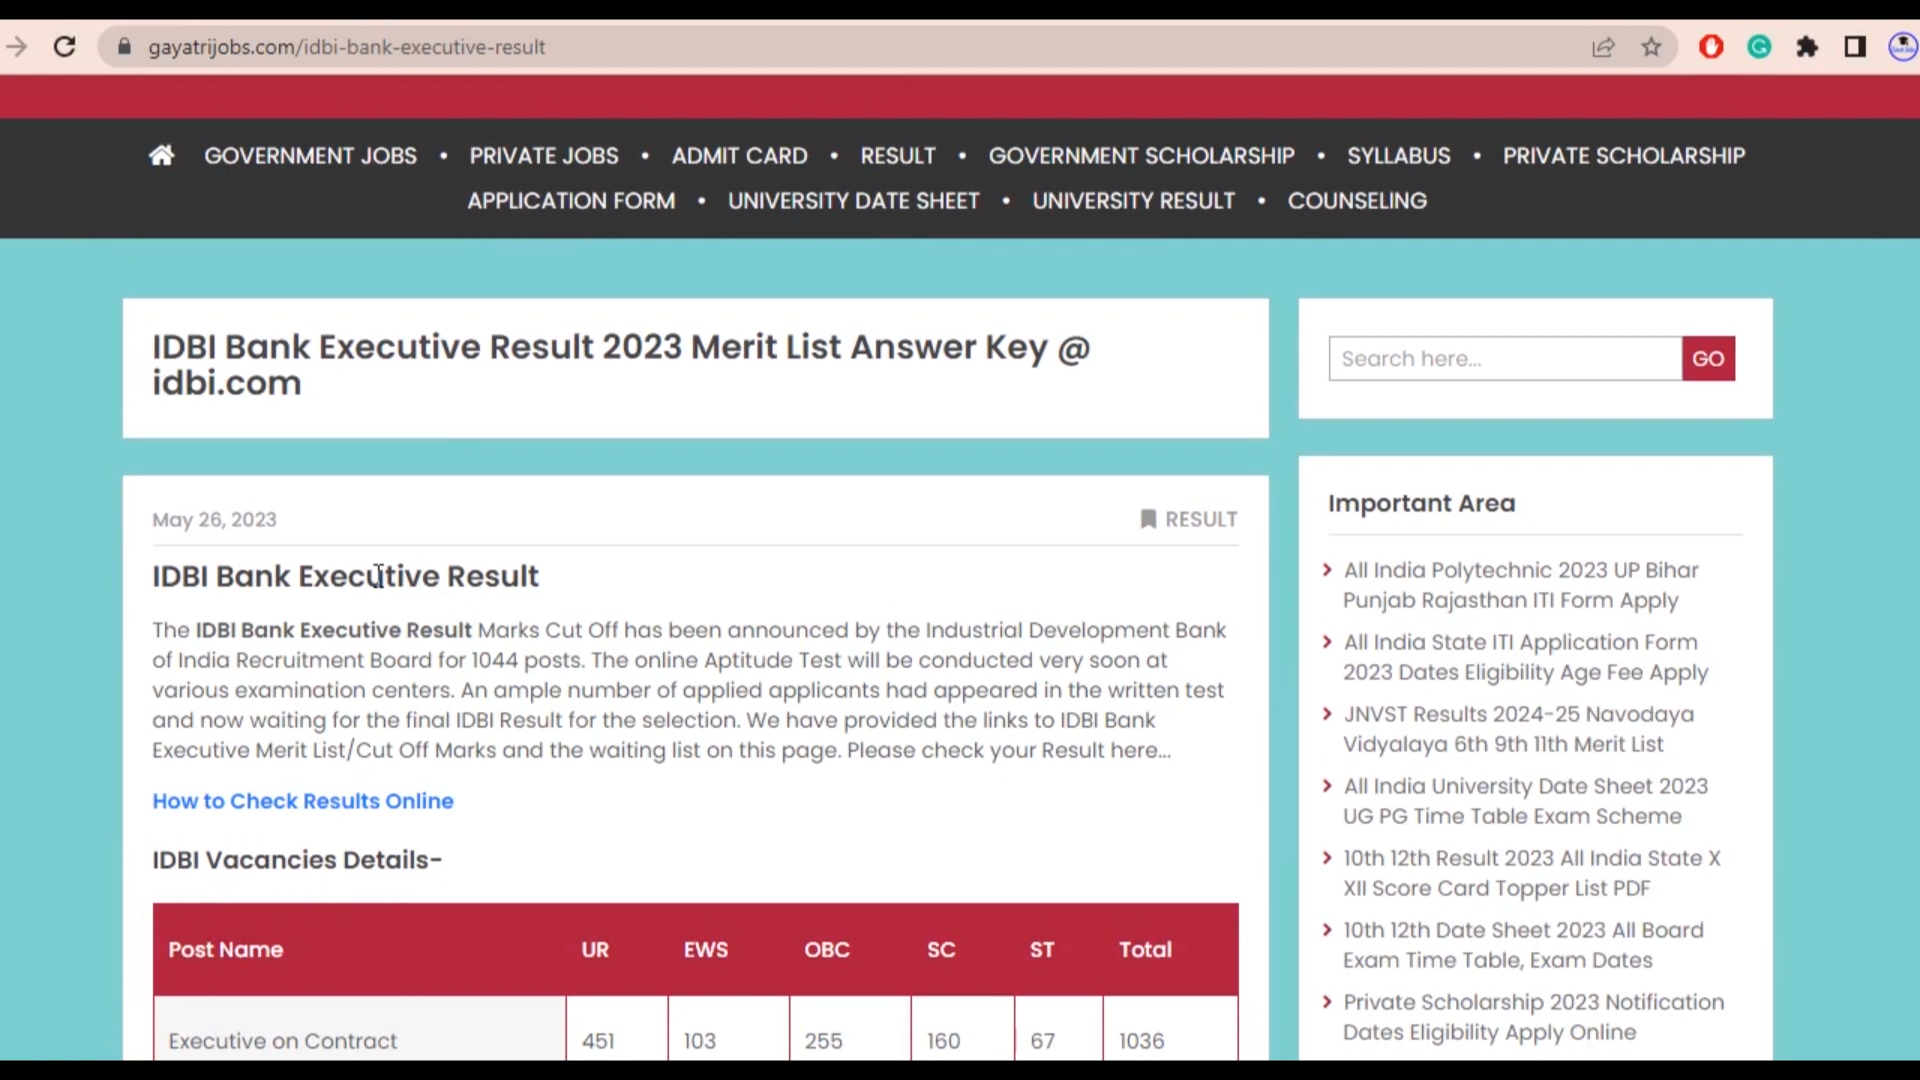 gayatrijobs.com/idbi-bank-executive-result
GOVERNMENT JOBS • PRIVATE JOBS • ADMIT CARD • RESULT • GOVERNMENT SCHOLARSHIP • SYLLABUS • PRIVATE SCHOLARSHIP
APPLICATION FORM • UNIVERSITY DATE SHEET • UNIVERSITY RESULT • COUNSELING
IDBI Bank Executive Result 2023 Merit List Answer Key @
idbi.com
May 26, 2023 RESULT
IDBI Bank Executive Result
The IDBI Bank Executive Result Marks Cut Off has been announced by the Industrial Development Bank
of India Recruitment Board for 1044 posts. The online Aptitude Test will be conducted very soon at
various examination centers. An ample number of applied applicants had appeared in the written test
and now waiting for the final IDBI Result for the selection. We have provided the links to IDBI Bank
Executive Merit List/Cut Off Marks and the waiting list on this page. Please check your Result here...
How to Check Results Online
IDBI Vacancies Details-
Post Name UR EWS OBC SC ST Total
Executive on Contract 451 103 255 160 67 1036
Search here... GO
Important Area
All India Polytechnic 2023 UP Bihar
Punjab Rajasthan ITI Form Apply
All India State ITI Application Form
2023 Dates Eligibility Age Fee Apply
JNVST Results 2024-25 Navodaya
Vidyalaya 6th 9th 11th Merit List
All India University Date Sheet 2023
UG PG Time Table Exam Scheme
10th 12th Result 2023 All India State X
XII Score Card Topper List PDF
10th 12th Date Sheet 2023 All Board
Exam Time Table, Exam Dates
Private Scholarship 2023 Notification
Dates Eligibility Apply Online